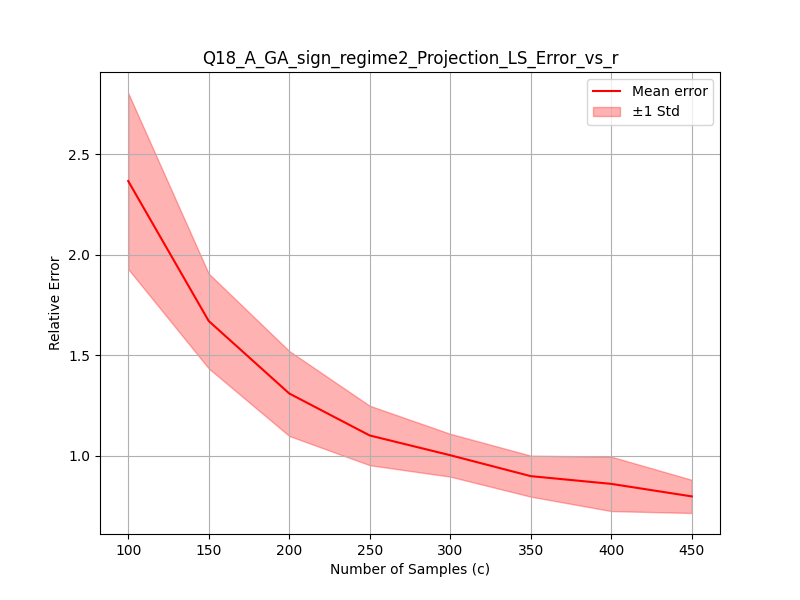 Q18_A_GA_sign_regime2_Projection_LS_Error_vs_r
Mean error
±1 Std
Relative Error
2.5
2.0
1.5
1.0
100 150 200 250 300 350 400 450
Number of Samples (c)